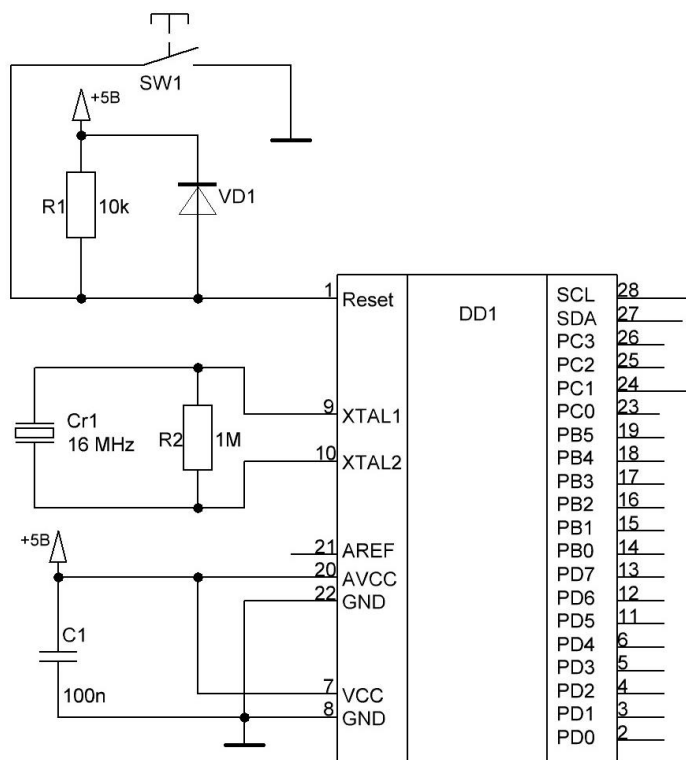 SW1
+5В
R1
10k
VD1
1
Reset
DD1
SCL
28
SDA
27
PC3
26
PC2
25
PC1
24
PC0
23
PB5
19
PB4
18
PB3
17
PB2
16
PB1
15
PB0
14
PD7
13
PD6
12
PD5
11
PD4
6
PD3
5
PD2
4
PD1
3
PD0
2
Cr1
16 MHz
R2
1M
9
XTAL1
10
XTAL2
+5В
21
AREF
20
AVCC
22
GND
C1
100n
7
VCC
8
GND